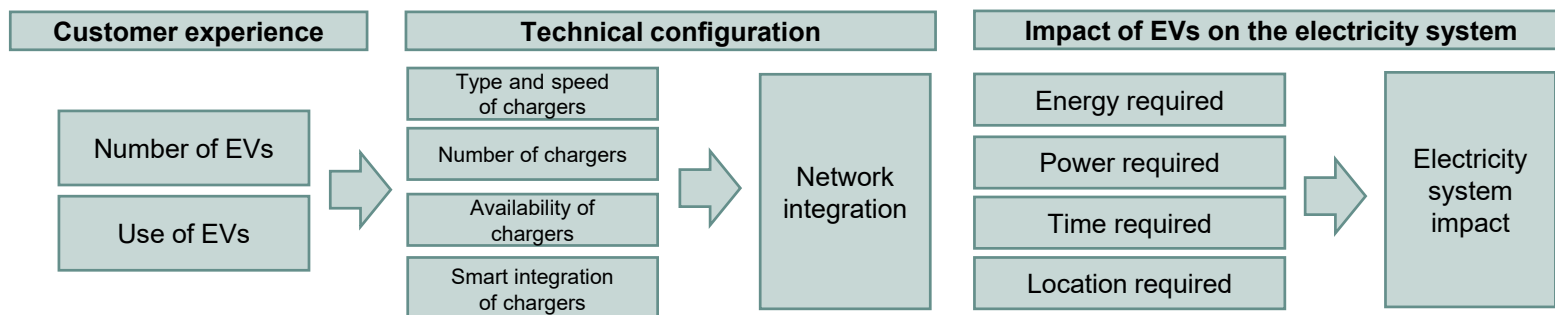 Customer experience
Technical configuration
Impact of EVs on the electricity system
Number of EVs
Use of EVs
Type and speed
of chargers
Number of chargers
Availability of
chargers
Smart integration
of chargers
Network
integration
Energy required
Power required
Time required
Location required
Electricity
system
impact